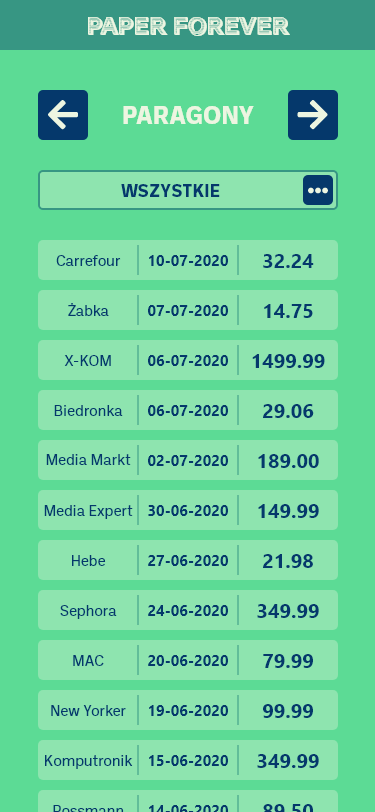 PAPER FOREVER
PARAGONY
WSZYSTKIE
Carrefour 10-07-2020 32.24
Żabka 07-07-2020 14.75
X-KOM 06-07-2020 1499.99
Biedronka 06-07-2020 29.06
Media Markt 02-07-2020 189.00
Media Expert 30-06-2020 149.99
Hebe 27-06-2020 21.98
Sephora 24-06-2020 349.99
MAC 20-06-2020 79.99
New Yorker 19-06-2020 99.99
Komputronik 15-06-2020 349.99
Rossmann 14-06-2020 89.50